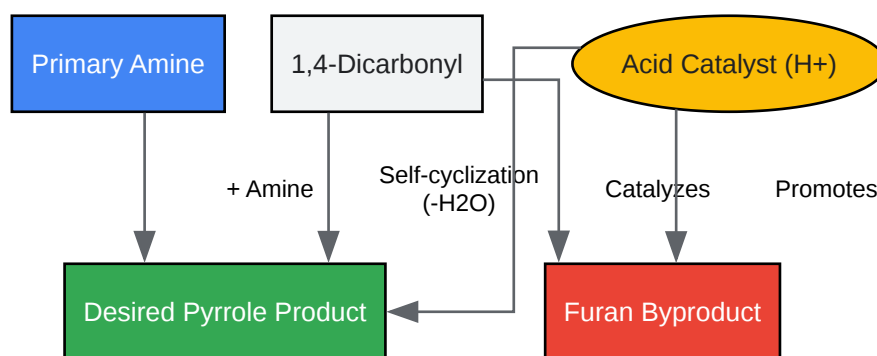 Primary Amine
1,4-Dicarbonyl
Acid Catalyst (H+)
+ Amine
Self-cyclization
(-H2O)
Catalyzes
Promotes
Desired Pyrrole Product
Furan Byproduct